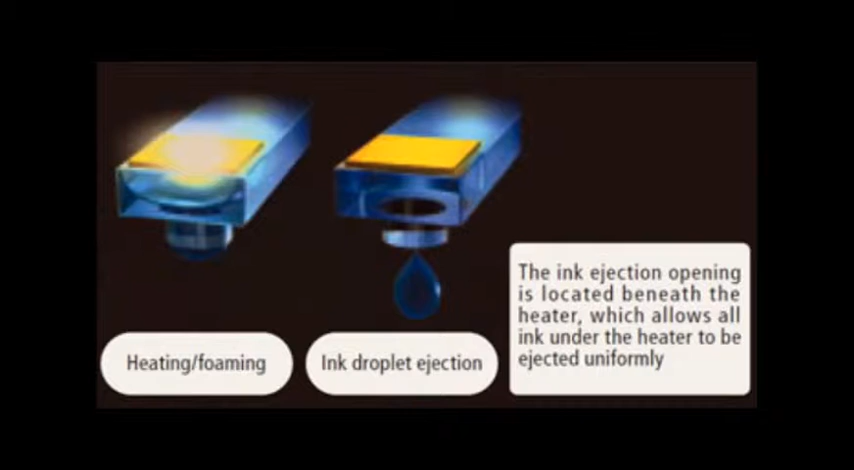 Heating/foaming
Ink droplet ejection
The ink ejection opening
is located beneath the
heater, which allows all
ink under the heater to be
ejected uniformly